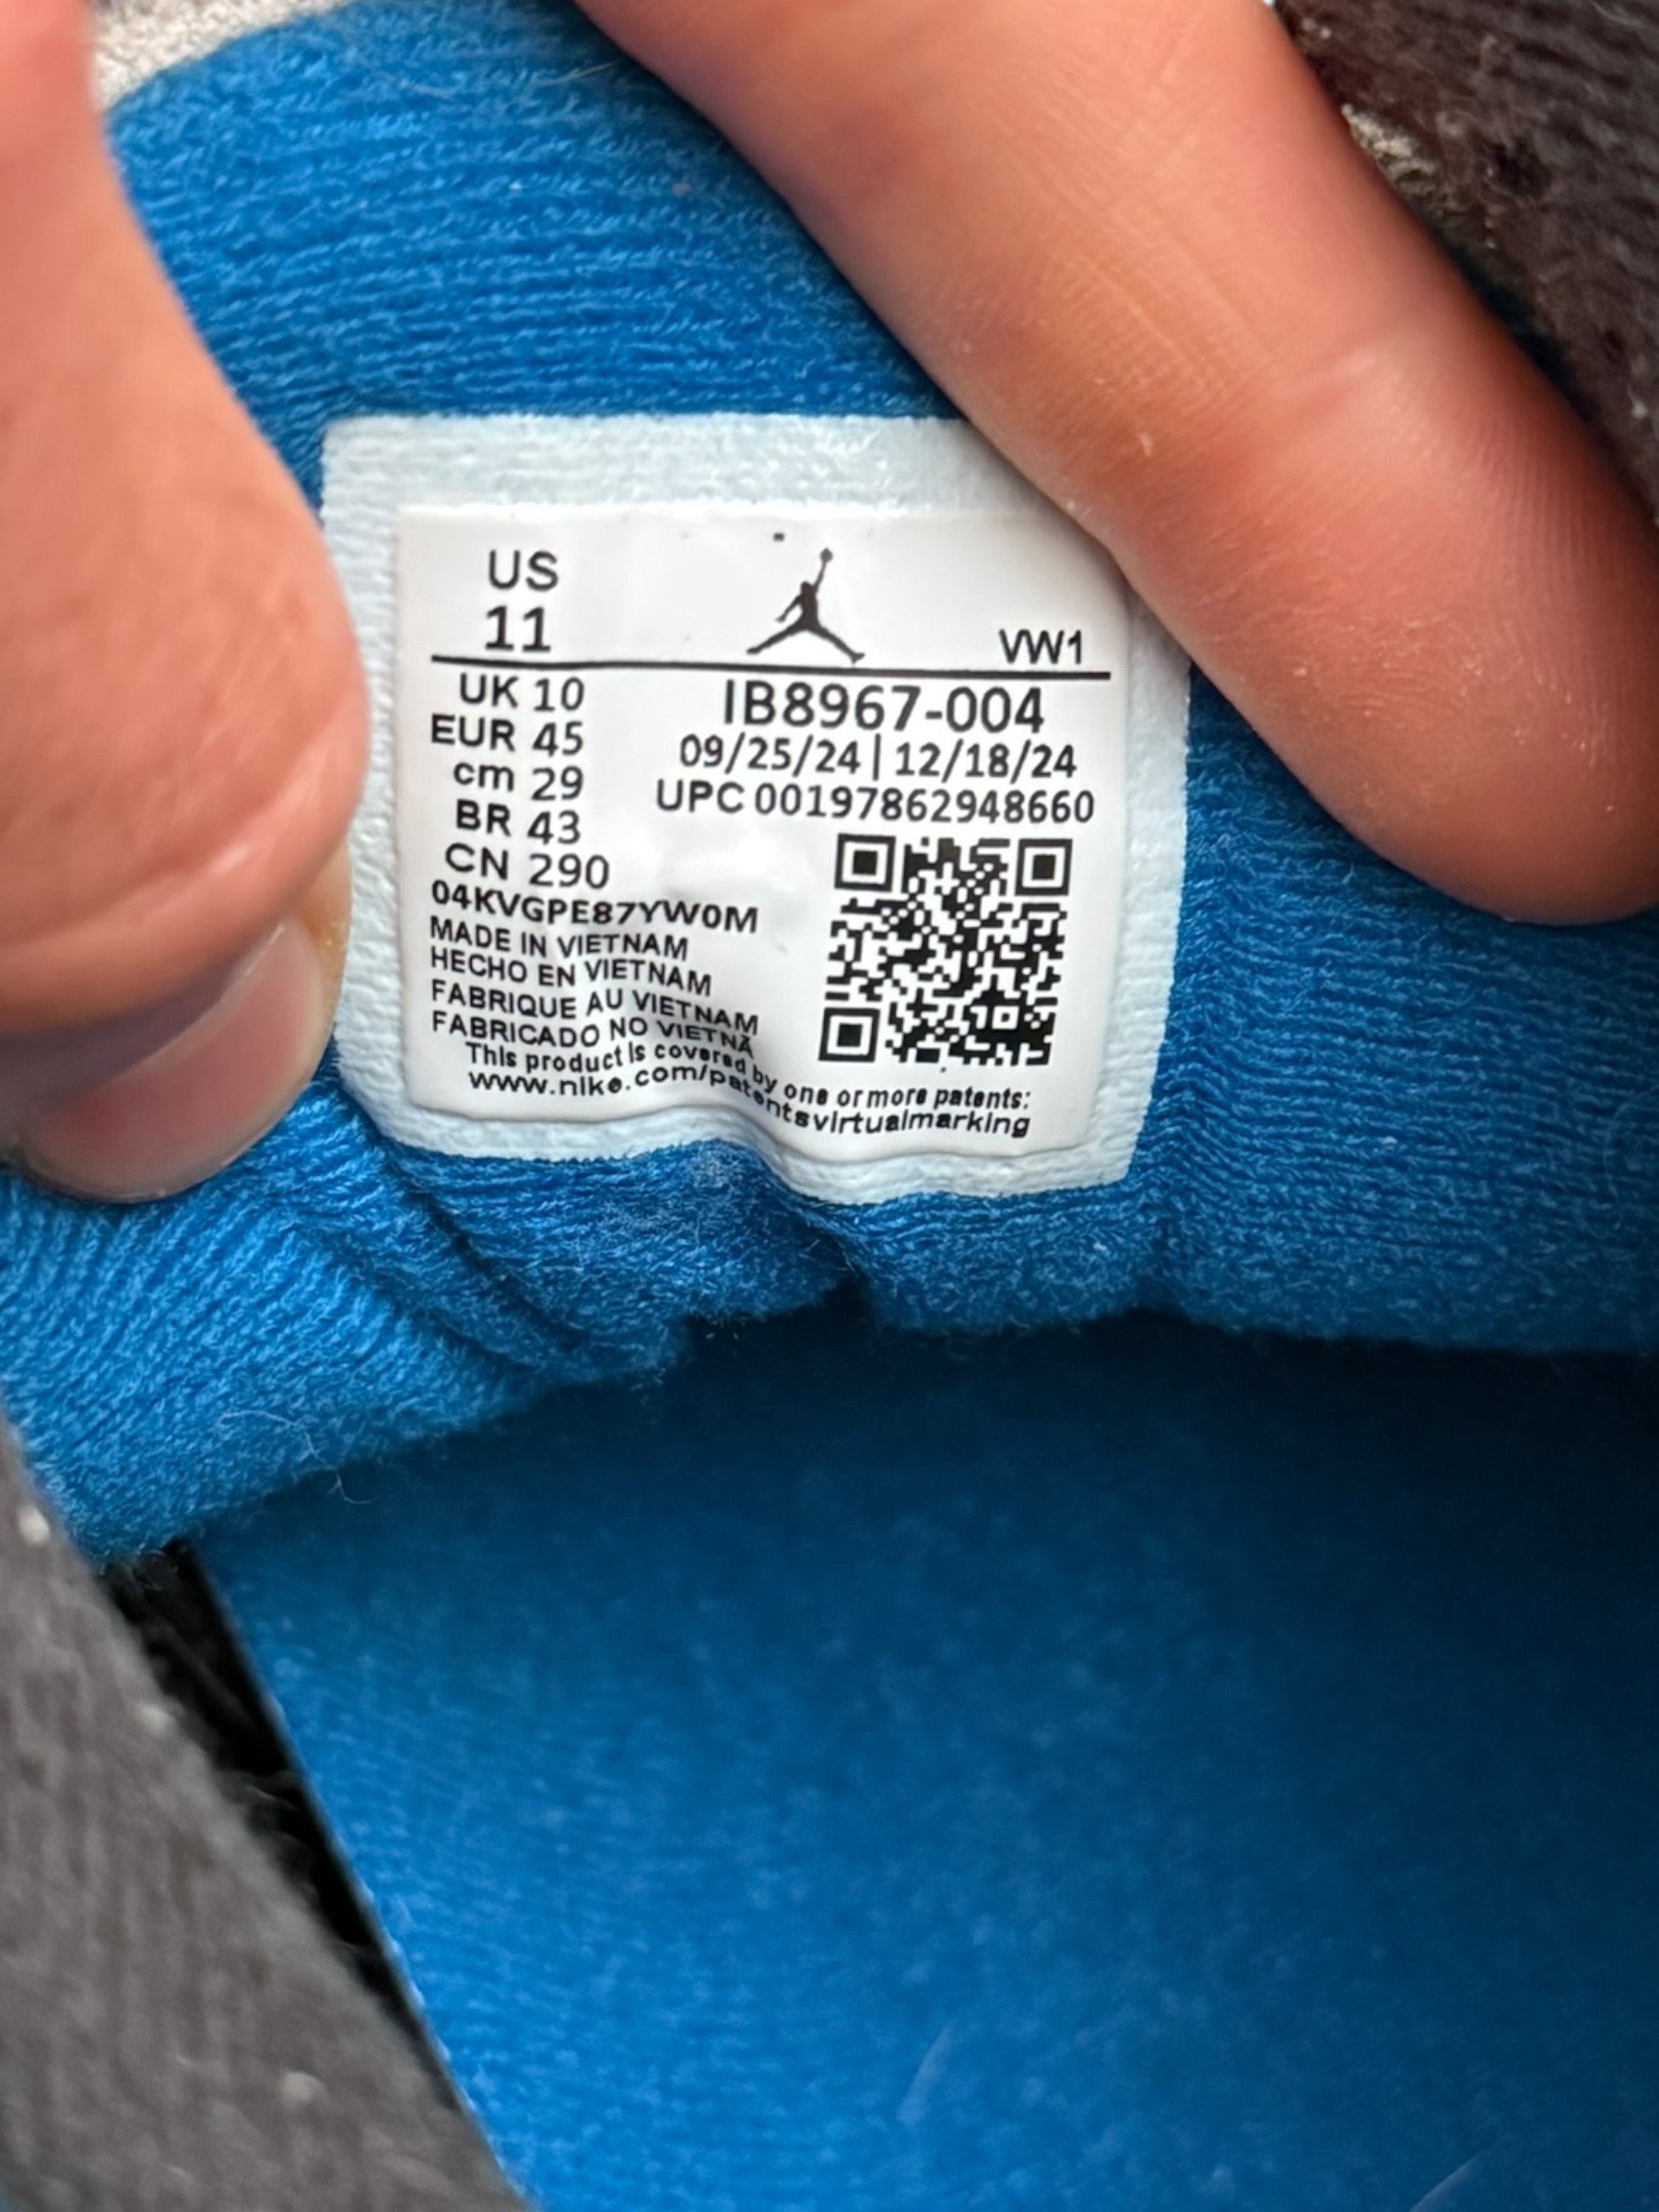 US
11
VW1
UK 10
EUR 45
cm 29
BR 43
CN 290
IB8967-004
09/25/24 | 12/18/24
UPC 00197862948660
04KVGPE87YW0M
MADE IN VIETNAM
HECHO EN VIETNAM
FABRIQUE AU VIETNAM
FABRICADO NO VIETNÃ
This product is covered by one or more patents:
www.nike.com/patentsvirtualmarking